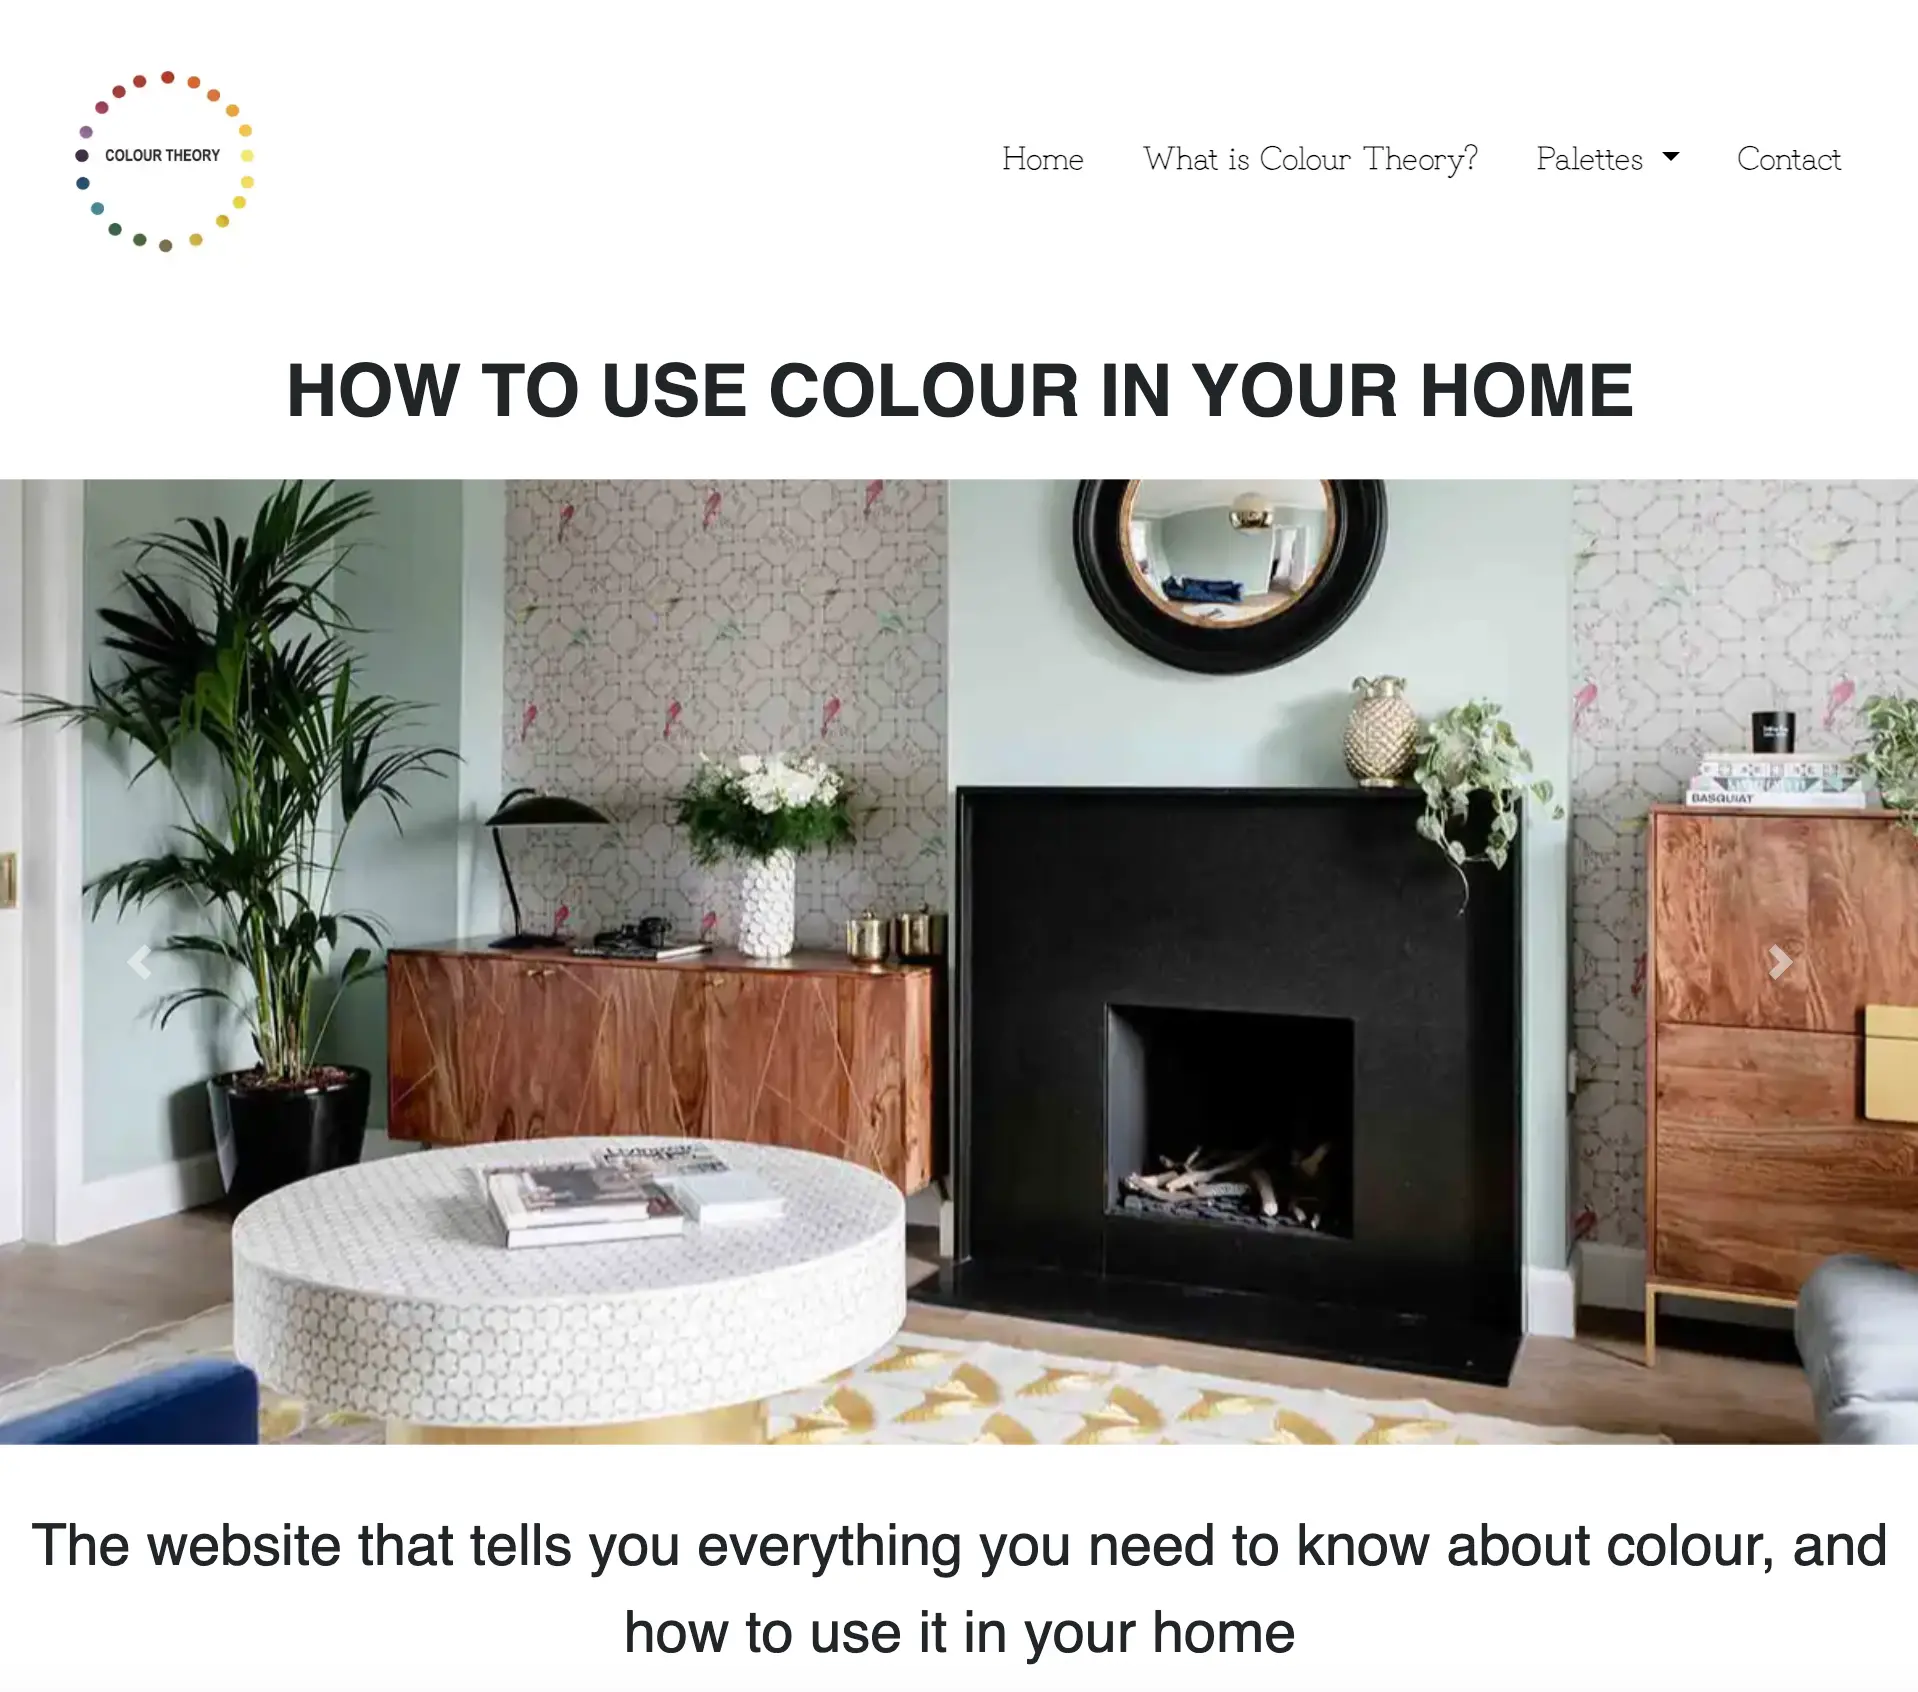 COLOUR THEORY
Home What is Colour Theory? Palettes Contact
HOW TO USE COLOUR IN YOUR HOME
BASQUIAT
The website that tells you everything you need to know about colour, and
how to use it in your home